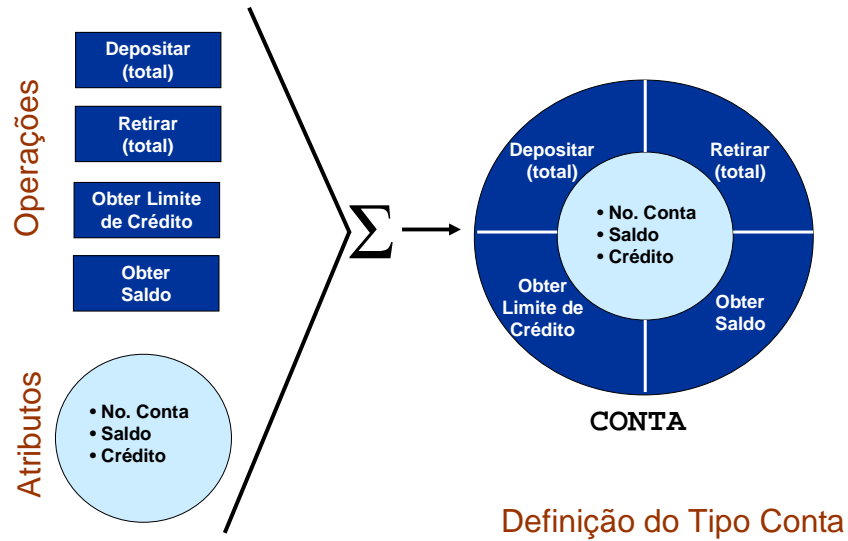 Operações
Depositar
(total)
Retirar
(total)
Obter Limite
de Crédito
Obter
Saldo
Atributos
• No. Conta
• Saldo
• Crédito
Σ
Depositar
(total)
Retirar
(total)
• No. Conta
• Saldo
• Crédito
Obter
Limite de
Crédito
Obter
Saldo
CONTA
Definição do Tipo Conta